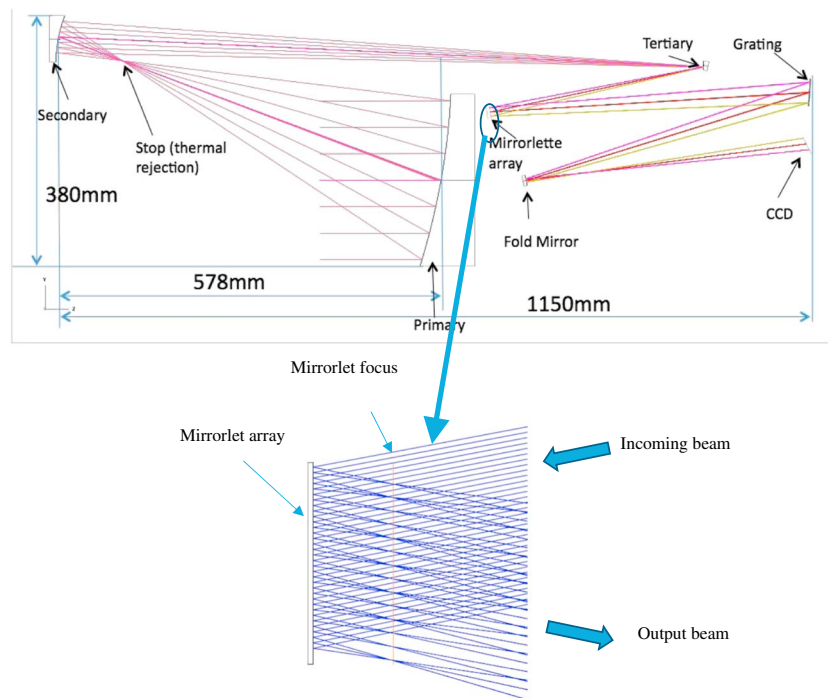 Tertiary
Grating
Secondary
Stop (thermal
rejection)
Mirrorlette
array
380mm
Fold Mirror
CCD
578mm
1150mm
Primary
Y
Z
Mirrorlet focus
Mirrorlet array
Incoming beam
Output beam